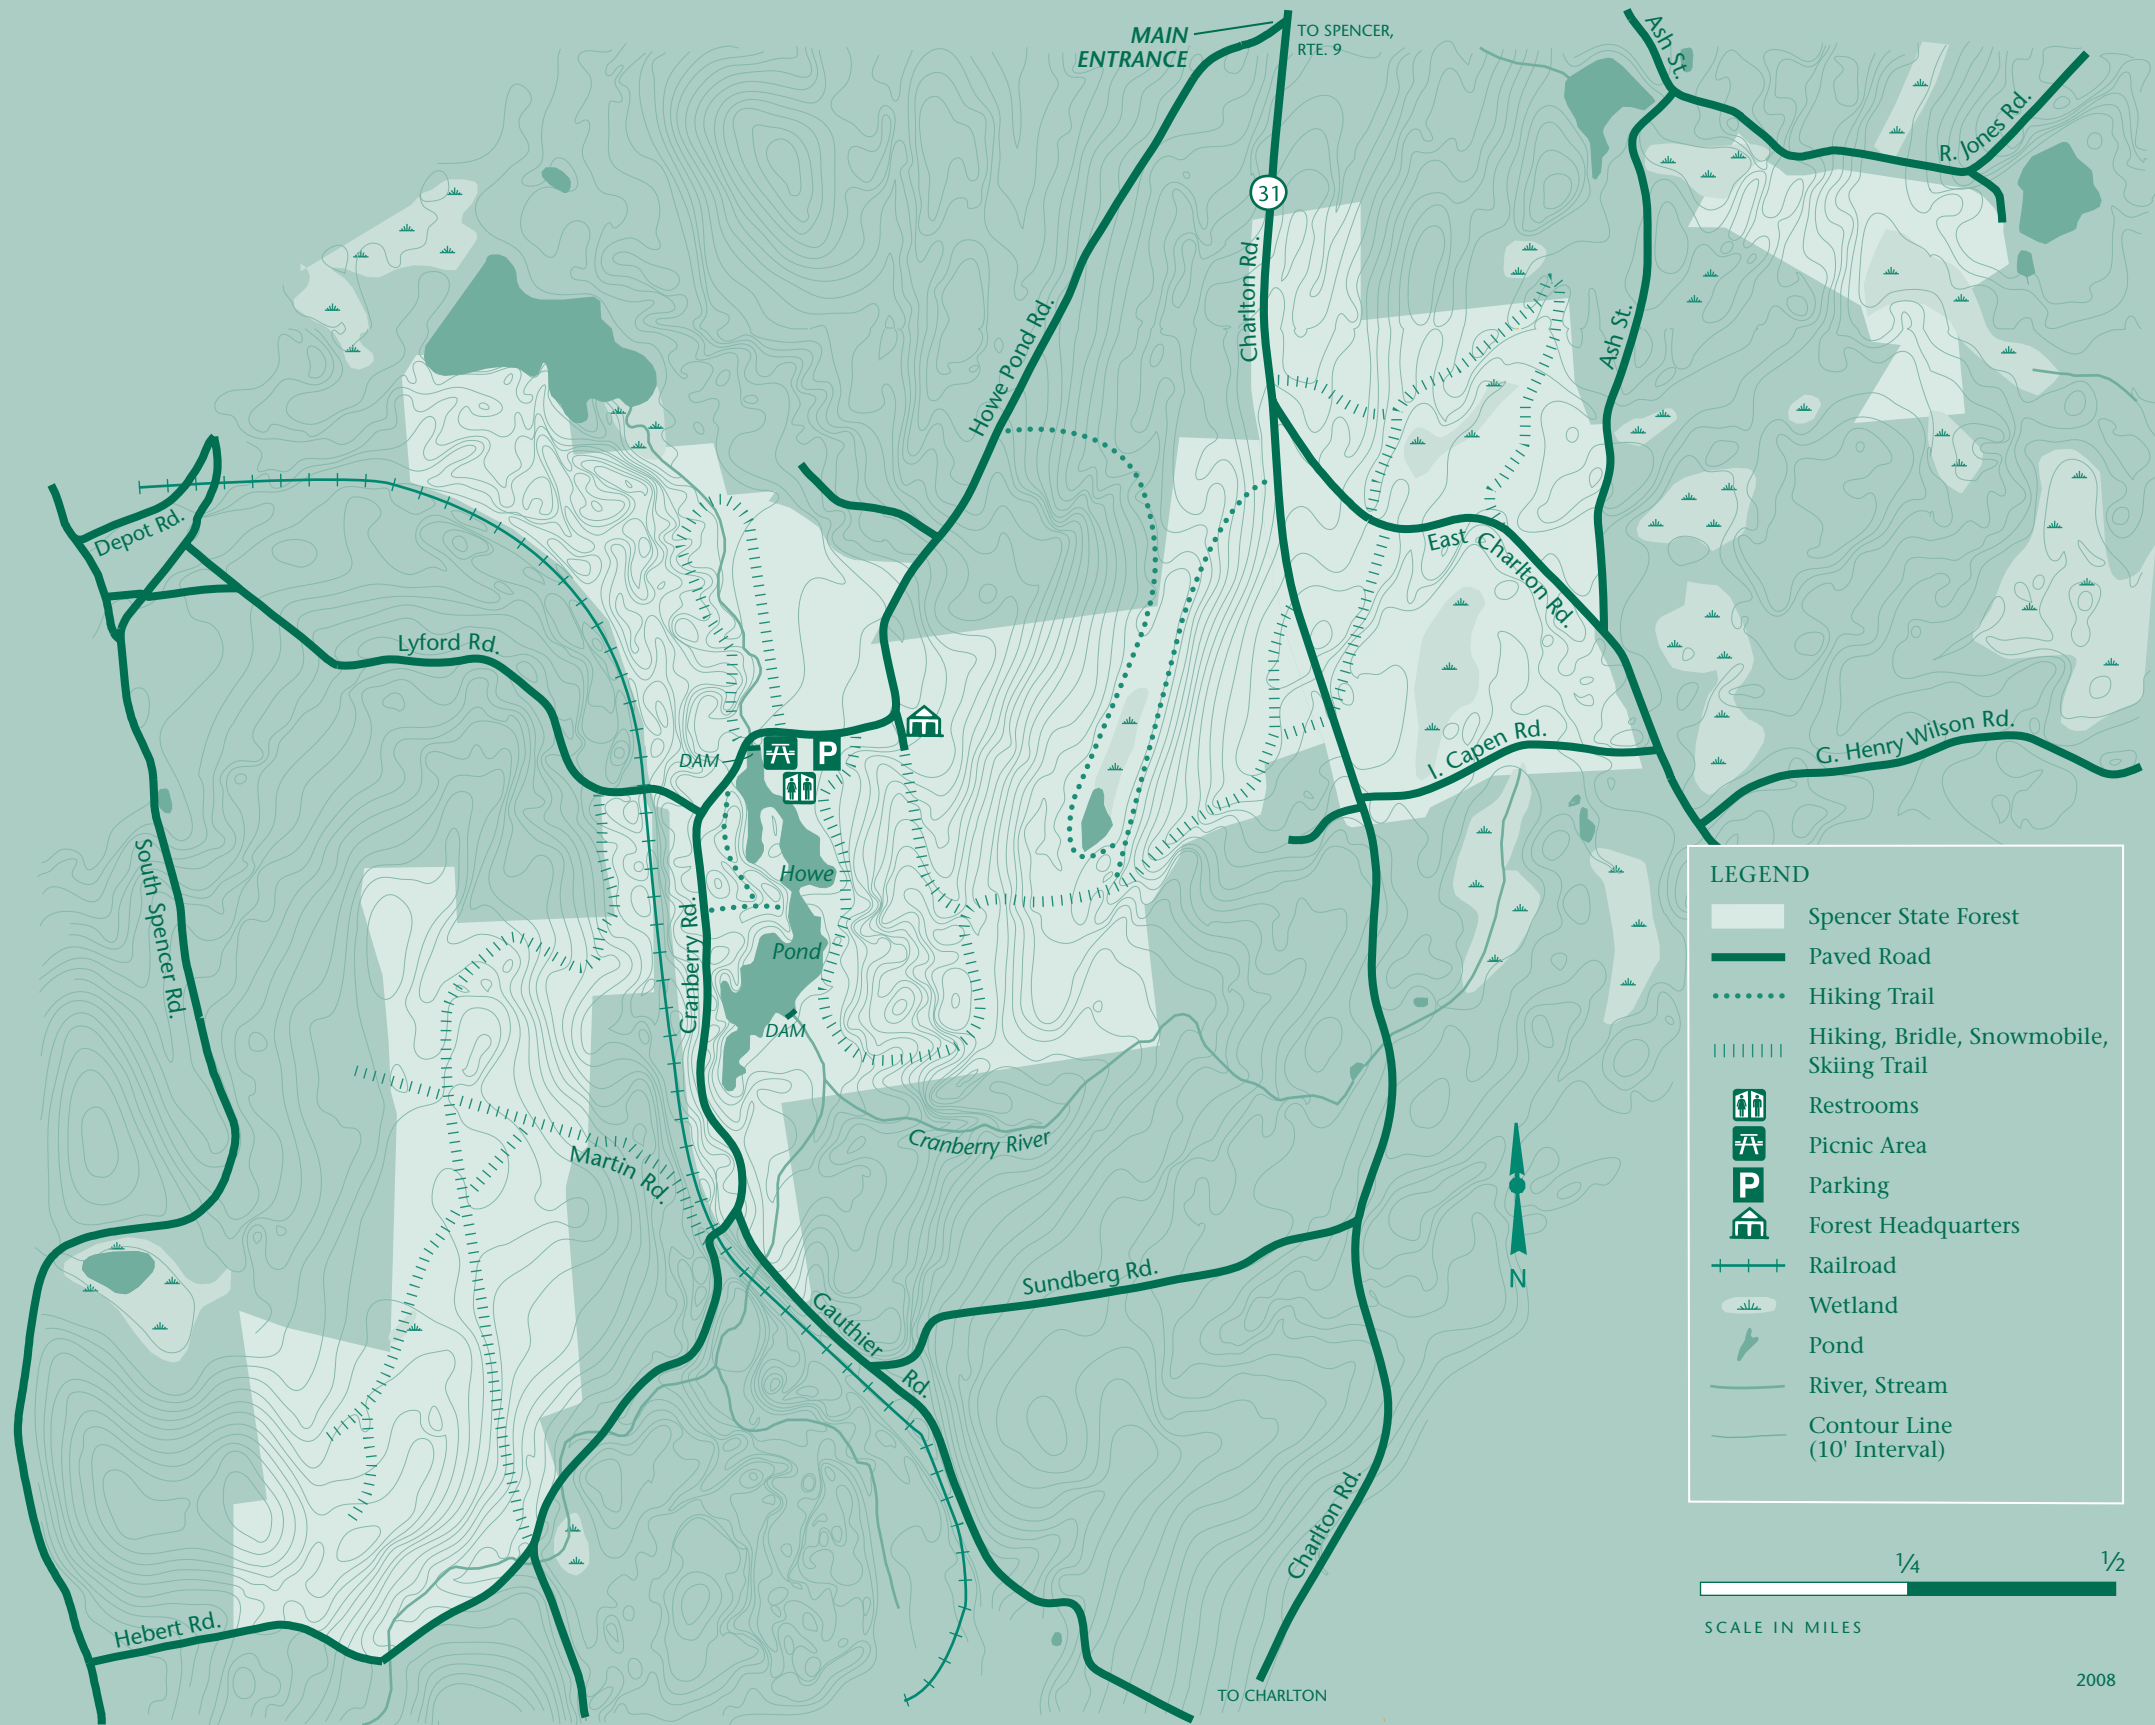 MAIN
ENTRANCE
TO SPENCER,
RTE. 9
Ash St.
R. Jones Rd.
31
Charlton Rd.
Howe Pond Rd.
Ash St.
Depot Rd.
East Charlton Rd.
Lyford Rd.
I. Capen Rd.
G. Henry Wilson Rd.
DAM
P
South Spencer Rd.
Howe
Pond
Cranberry Rd.
DAM
Cranberry River
Martin Rd.
Sundberg Rd.
Gauthier Rd.
N
Charlton Rd.
Hebert Rd.
TO CHARLTON
LEGEND
Spencer State Forest
Paved Road
Hiking Trail
Hiking, Bridle, Snowmobile,
Skiing Trail
Restrooms
Picnic Area
P Parking
Forest Headquarters
Railroad
Wetland
Pond
River, Stream
Contour Line
(10' Interval)
¼ ½
SCALE IN MILES
2008